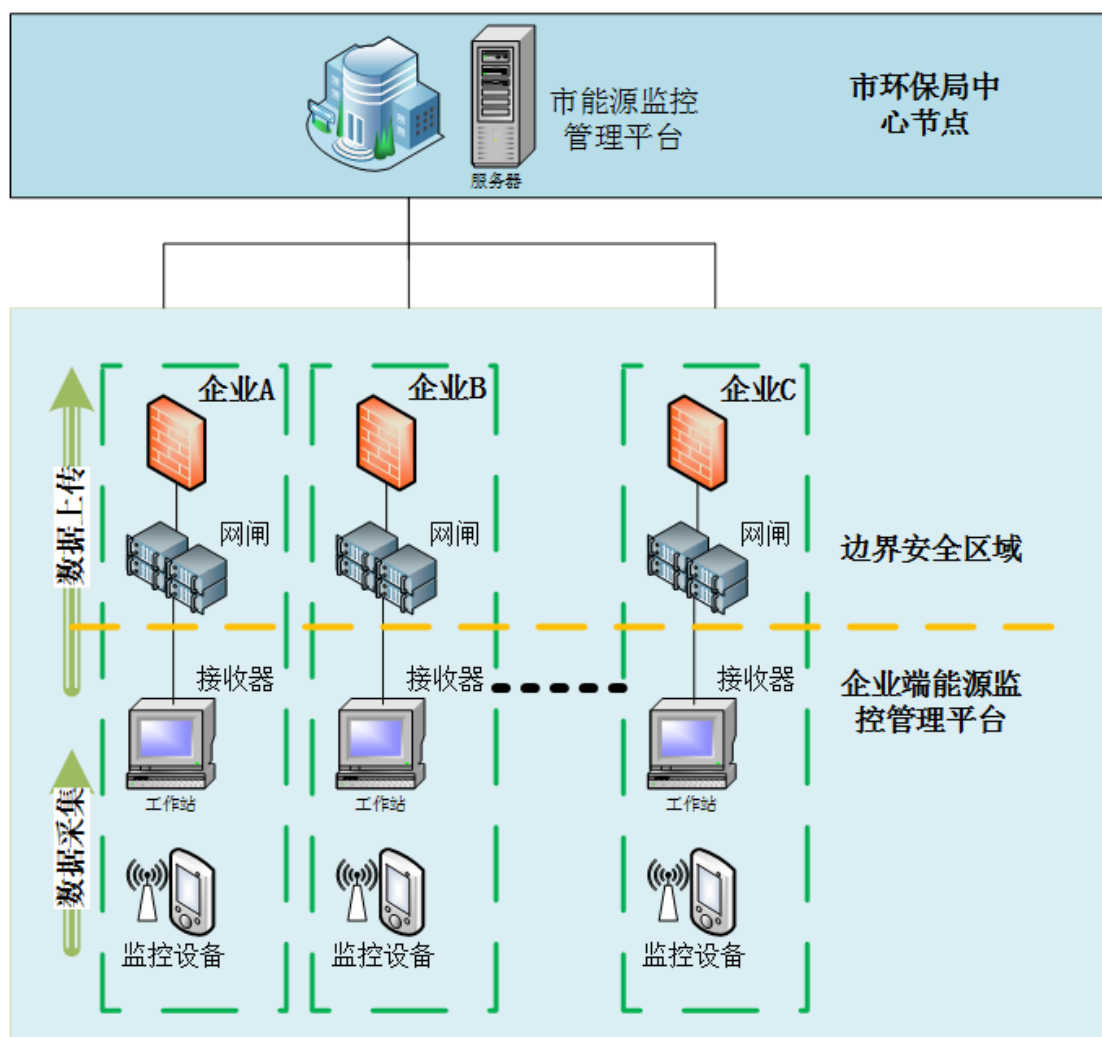 市能源监控
管理平台
服务器
市环保局中
心节点
企业A
企业B
企业C
数据上传
网闸
网闸
网闸
边界安全区域
接收器
接收器
接收器
企业端能源监
控管理平台
工作站
工作站
工作站
数据采集
监控设备
监控设备
监控设备